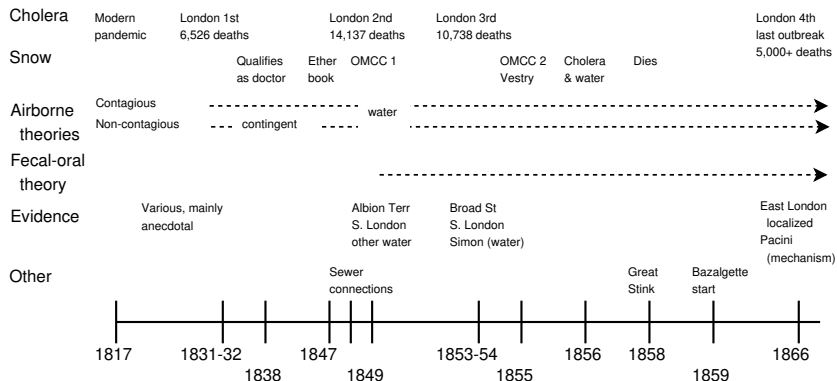 Cholera Modern London 1st London 2nd London 3rd London 4th
pandemic 6,526 deaths 14,137 deaths 10,738 deaths last outbreak
5,000+ deaths
Snow Qualifies Ether OMCC 1 OMCC 2 Cholera Dies
as doctor book Vestry & water
Airborne Contagious
theories Non-contagious contingent water
Fecal-oral
theory
Evidence Various, mainly Albion Terr Broad St East London
anecdotal S. London S. London localized
other water Simon (water) Pacini
(mechanism)
Other Sewer Great Bazalgette
connections Stink start
1817 1831-32 1847 1853-54 1856 1858 1866
1838 1849 1855 1859